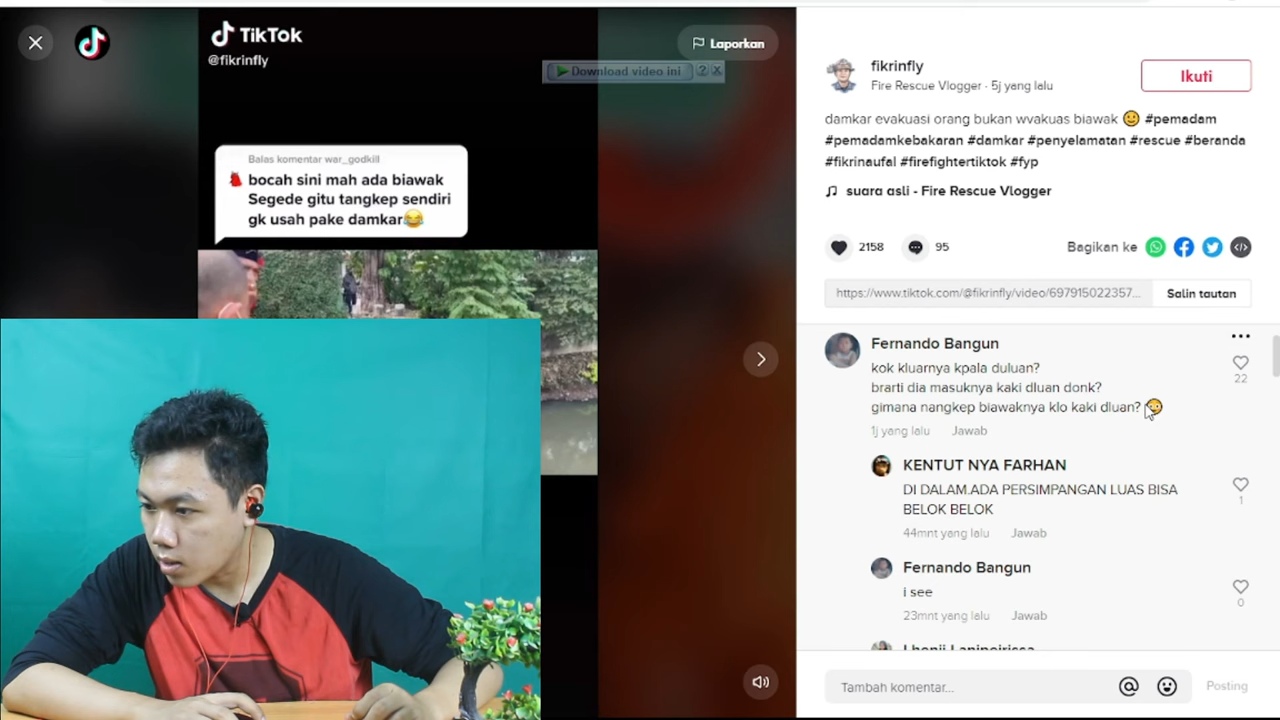 TikTok
@fikrinfly
Laporkan
Download video ini
?
Balas komentar war_godkill
bocah sini mah ada biawak
Segede gitu tangkep sendiri
gk usah pake damkar😂
fikrinfly
Fire Rescue Vlogger · 5j yang lalu
Ikuti
damkar evakuasi orang bukan wvakuas biawak 🙂 #pemadam
#pemadamkebakaran #damkar #penyelamatan #rescue #beranda
#fikrinaufal #firefightertiktok #fyp
suara asli - Fire Rescue Vlogger
2158
95
Bagikan ke
https://www.tiktok.com/@fikrinfly/video/697915022357...
Salin tautan
Fernando Bangun
kok kluarnya kpala duluan?
brarti dia masuknya kaki dluan donk?
gimana nangkep biawaknya klo kaki dluan?
22
1j yang lalu
Jawab
KENTUT NYA FARHAN
DI DALAM.ADA PERSIMPANGAN LUAS BISA
BELOK BELOK
1
44mnt yang lalu
Jawab
Fernando Bangun
i see
0
23mnt yang lalu
Jawab
Tambah komentar...
@
Posting